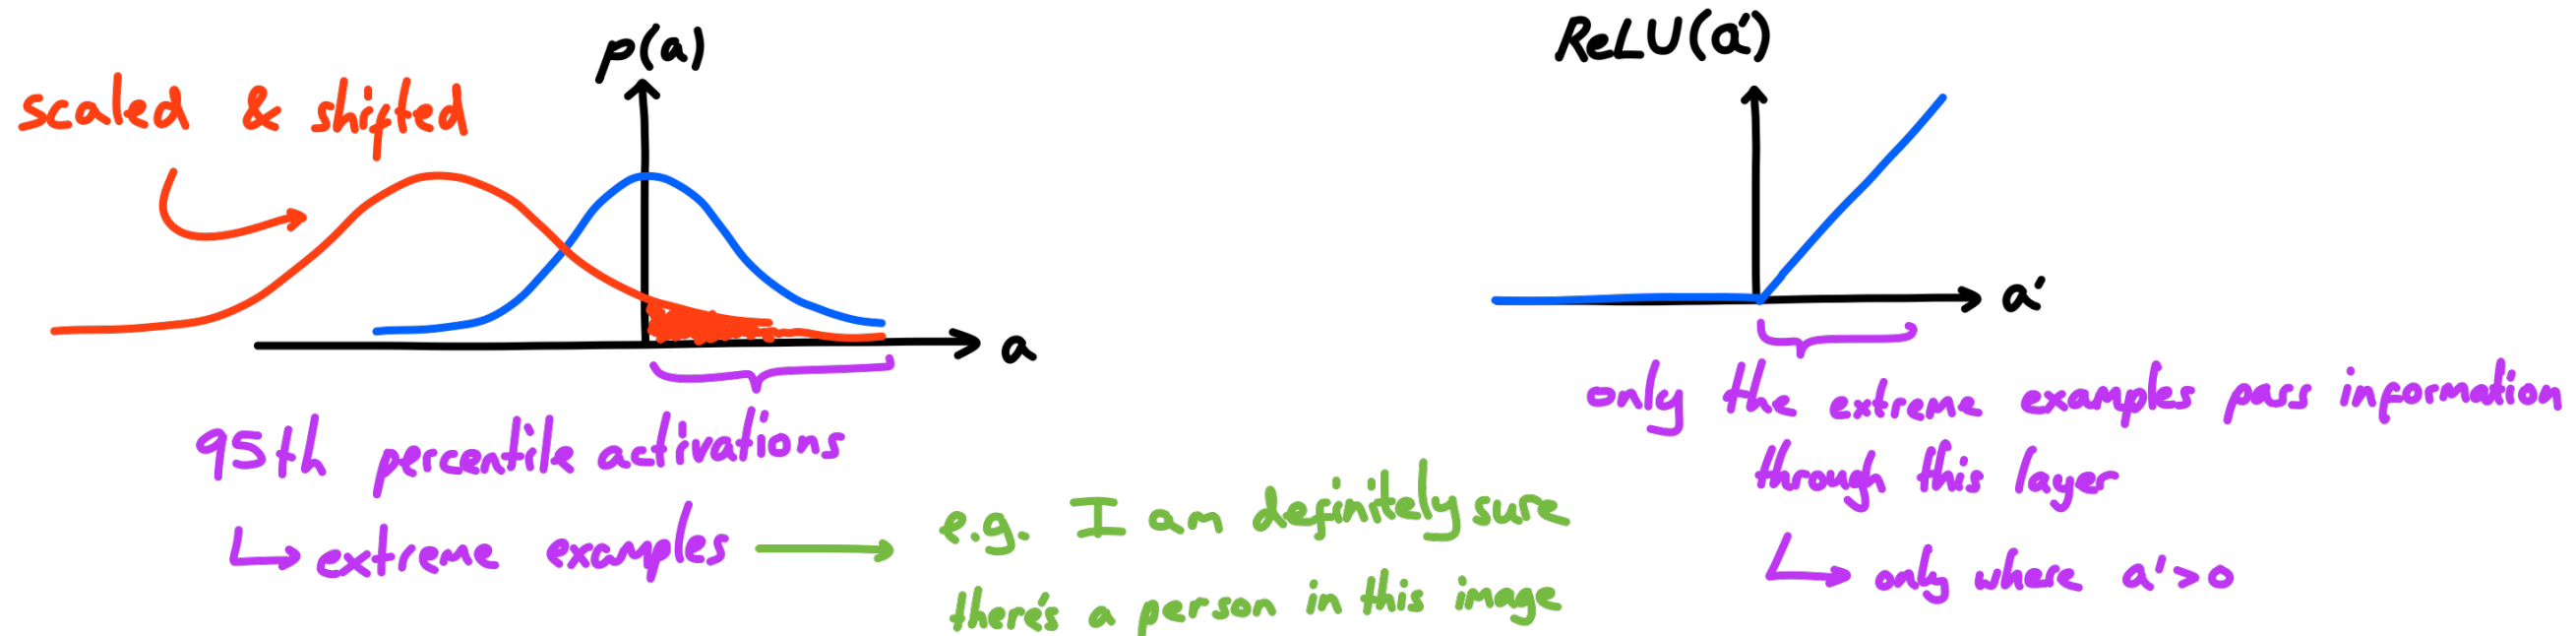 scaled & shifted
p(a)
a
95th percentile activations
↳ extreme examples →
e.g. I am definitely sure
there's a person in this image
ReLU(a')
a'
only the extreme examples pass information
through this layer
↳ only where a' > 0